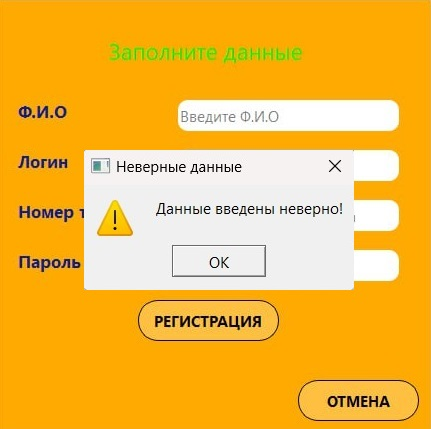 Заполните данные
Ф.И.О
Введите Ф.И.О
Логин
Неверные данные
Данные введены неверно!
Номер
OK
Пароль
РЕГИСТРАЦИЯ
ОТМЕНА